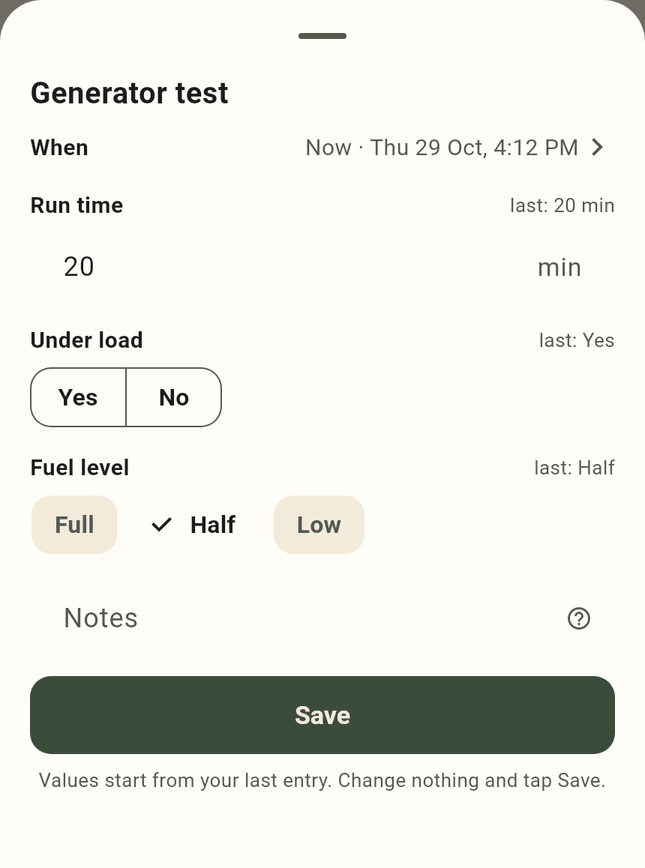 Generator test
When Now · Thu 29 Oct, 4:12 PM
Run time last: 20 min
20 min
Under load last: Yes
Yes No
Fuel level last: Half
Full Half Low
Notes
Save
Values start from your last entry. Change nothing and tap Save.